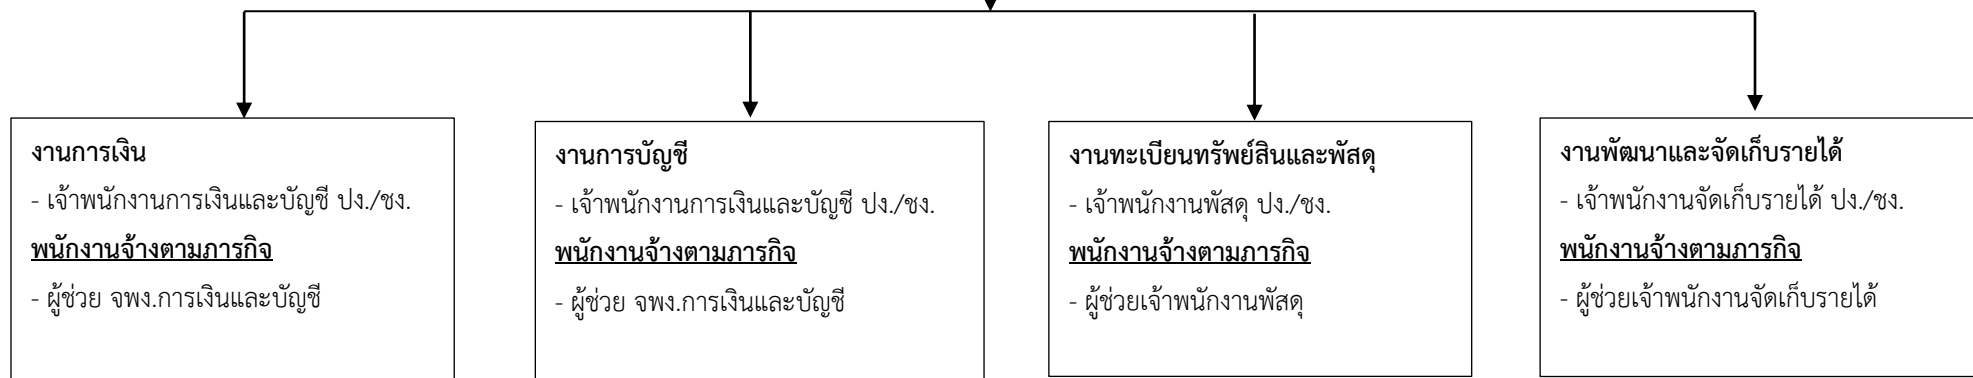 งานการเงิน
- เจ้าพนักงานการเงินและบัญชี ปง./ชง.
พนักงานจ้างตามภารกิจ
- ผู้ช่วย จพง.การเงินและบัญชี
งานการบัญชี
- เจ้าพนักงานการเงินและบัญชี ปง./ชง.
พนักงานจ้างตามภารกิจ
- ผู้ช่วย จพง.การเงินและบัญชี
งานทะเบียนทรัพย์สินและพัสดุ
- เจ้าพนักงานพัสดุ ปง./ชง.
พนักงานจ้างตามภารกิจ
- ผู้ช่วยเจ้าพนักงานพัสดุ
งานพัฒนาและจัดเก็บรายได้
- เจ้าพนักงานจัดเก็บรายได้ ปง./ชง.
พนักงานจ้างตามภารกิจ
- ผู้ช่วยเจ้าพนักงานจัดเก็บรายได้